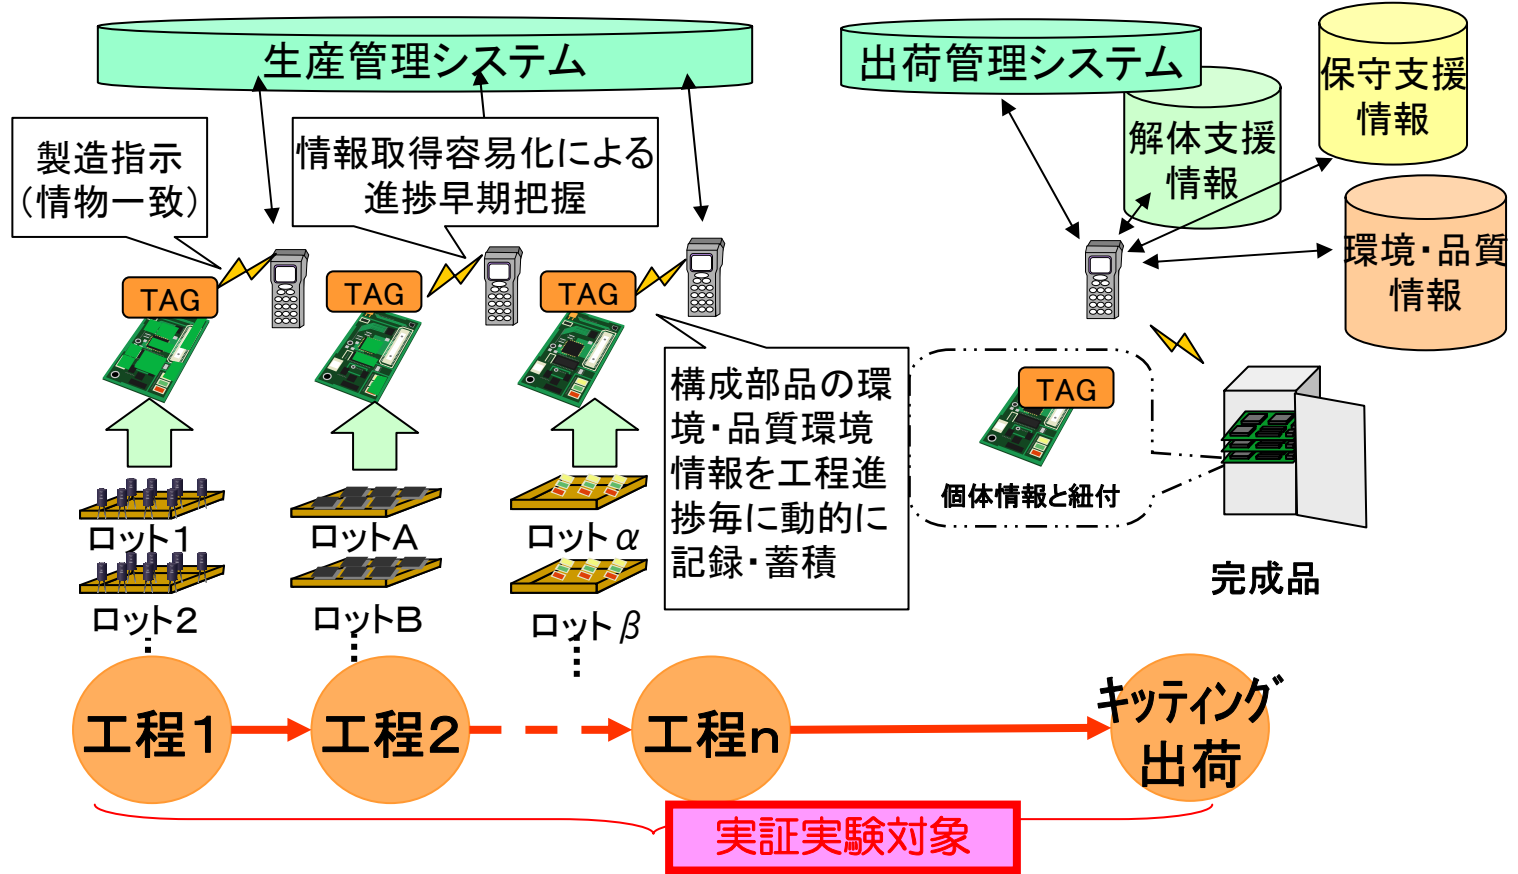 生産管理システム
出荷管理システム
保守支援
情報
解体支援
情報
環境・品質
情報
製造指示
(情物一致)
情報取得容易化による
進捗早期把握
TAG
TAG
TAG
構成部品の環
境・品質環境
情報を工程進
捗毎に動的に
記録・蓄積
TAG
個体情報と紐付
完成品
ロット1
ロット2
ロットA
ロットB
ロットα
ロットβ
工程1
工程2
工程n
キッティング
出荷
実証実験対象